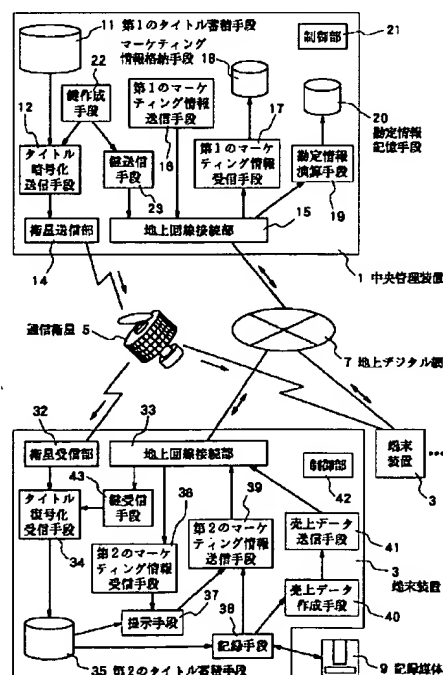 11 第1のタイトル蓄積手段
マーケティング
情報格納手段 18
制御部
21
22
鍵作成
手段
第1のマーケ
ティング情報
送信手段
16
17
20
勘定情報
記憶手段
12
タイトル
暗号化
送信手段
鍵送信
手段
23
第1のマーケ
ティング情報
受信手段
勘定情報
演算手段
19
15
衛星送信部
地上回線接続部
14
1 中央管理装置
通信衛星 5
7 地上デジタル網
32
33
衛星受信部
地上回線接続部
端末
装置
...
3
43
制御部
42
タイトル
復号化
受信手段
34
鍵受信
手段
36
39
第2のマー
ケティング情報
受信手段
第2のマー
ケティング情報
送信手段
売上データ
送信手段
41
3
端末装置
提示手段
37
38
売上データ
作成手段
40
記録手段
35 第2のタイトル蓄積手段
9 記録媒体